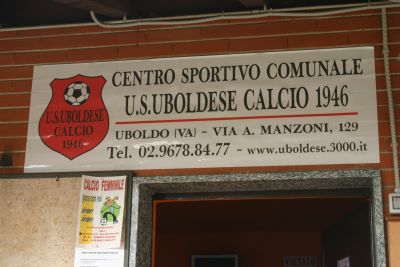 CENTRO SPORTIVO COMUNALE
U.S.UBOLDESE CALCIO 1946
UBOLDO (VA) - VIA A. MANZONI, 129
Tel. 02.9678.84.77 - www.uboldese.3000.it
U.S.UBOLDESE
CALCIO
1946
CALCIO FEMMINILE